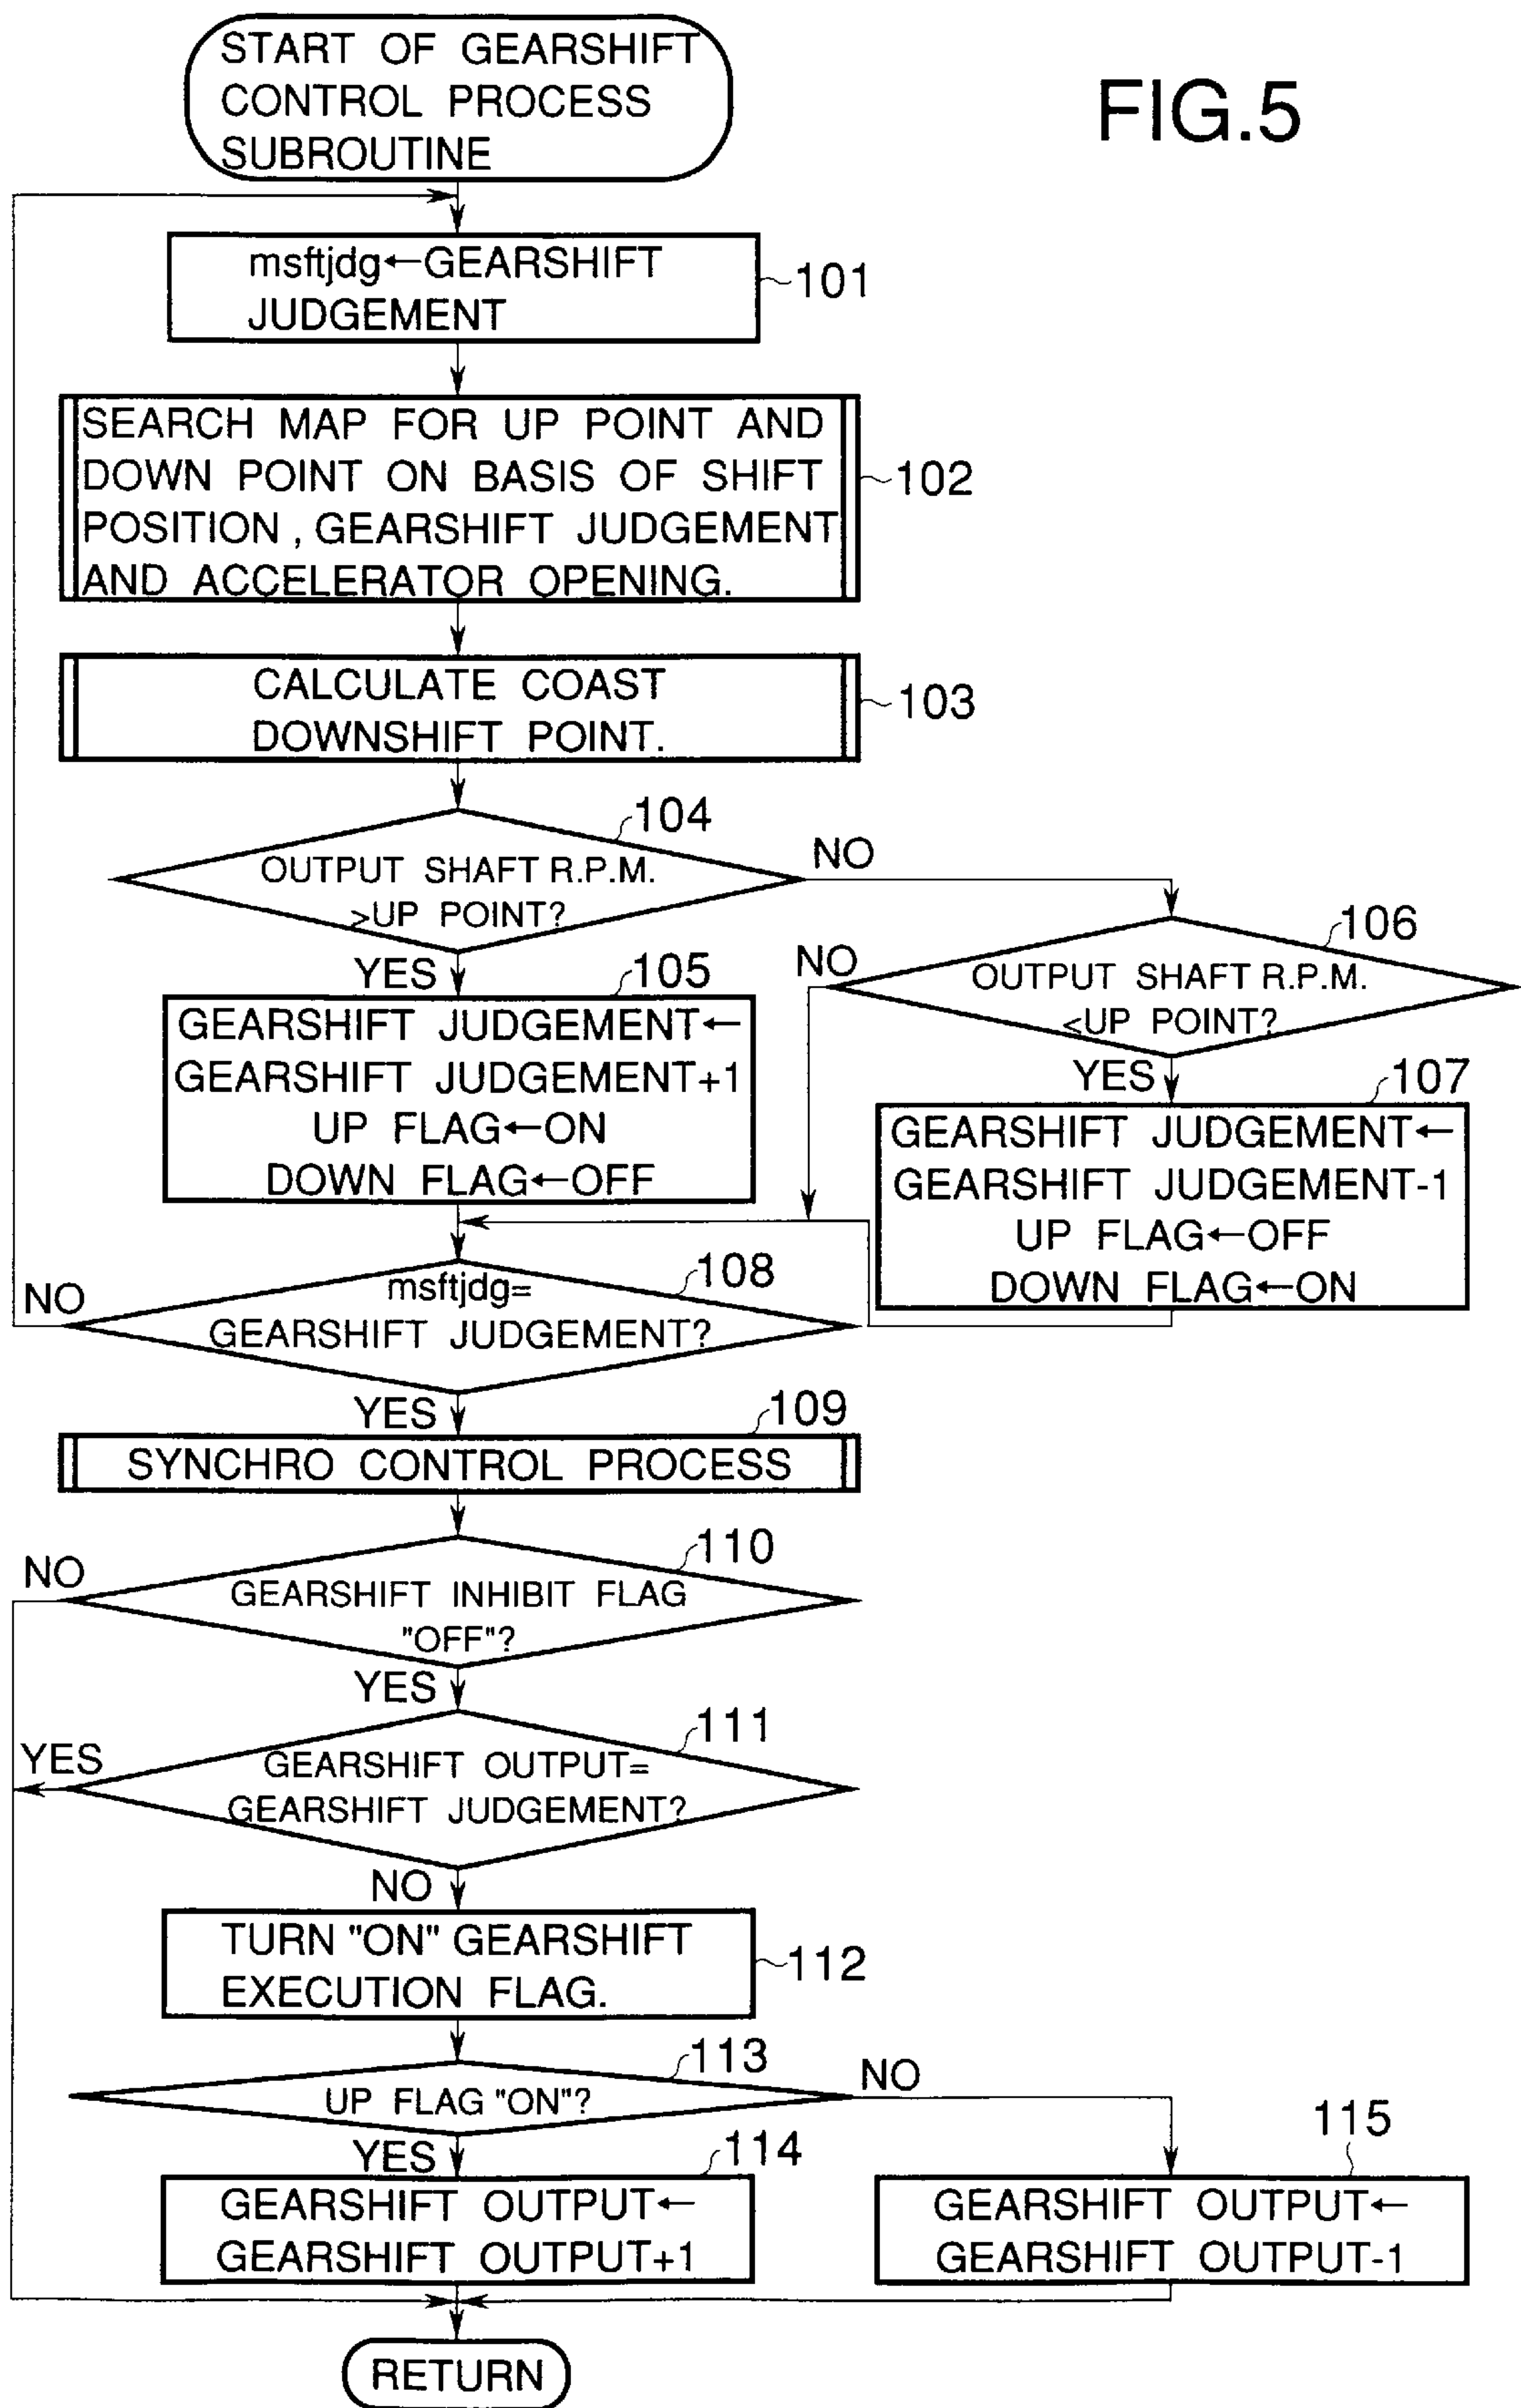 START OF GEARSHIFT
CONTROL PROCESS
SUBROUTINE
FIG.5
msftjdg←GEARSHIFT
JUDGEMENT
101
SEARCH MAP FOR UP POINT AND
DOWN POINT ON BASIS OF SHIFT
POSITION , GEARSHIFT JUDGEMENT
AND ACCELERATOR OPENING.
102
CALCULATE COAST
DOWNSHIFT POINT.
103
104
OUTPUT SHAFT R.P.M.
>UP POINT?
NO
YES
105
GEARSHIFT JUDGEMENT←
GEARSHIFT JUDGEMENT+1
UP FLAG←ON
DOWN FLAG←OFF
106
NO
OUTPUT SHAFT R.P.M.
<UP POINT?
YES
107
GEARSHIFT JUDGEMENT←
GEARSHIFT JUDGEMENT-1
UP FLAG←OFF
DOWN FLAG←ON
108
NO
msftjdg=
GEARSHIFT JUDGEMENT?
YES
109
SYNCHRO CONTROL PROCESS
110
NO
GEARSHIFT INHIBIT FLAG
"OFF"?
YES
111
YES
GEARSHIFT OUTPUT=
GEARSHIFT JUDGEMENT?
NO
TURN "ON" GEARSHIFT
EXECUTION FLAG.
112
113
UP FLAG "ON"?
NO
YES
114
GEARSHIFT OUTPUT←
GEARSHIFT OUTPUT+1
115
GEARSHIFT OUTPUT←
GEARSHIFT OUTPUT-1
RETURN